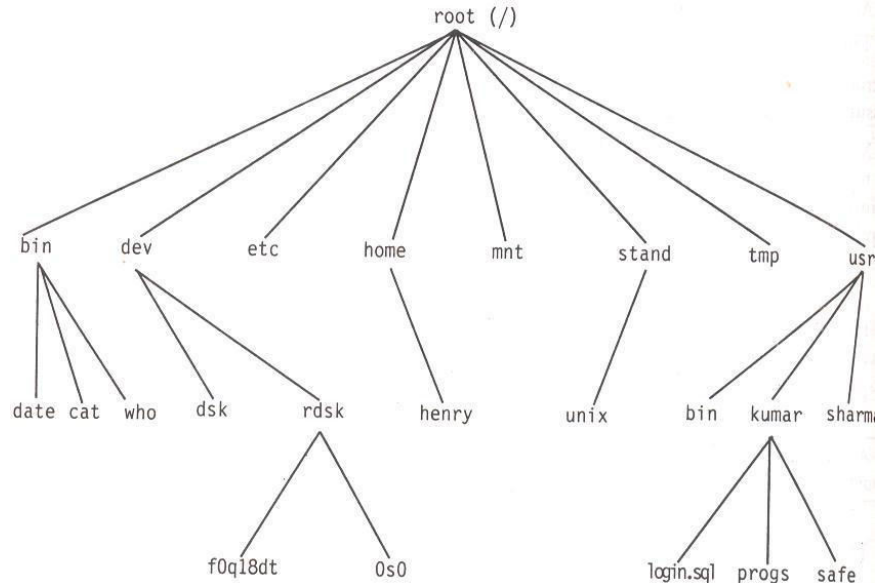 root (/)
bin dev etc home mnt stand tmp usr
date cat who dsk rdsk henry unix bin kumar sharma
f0q18dt 0s0 login.sql progs safe